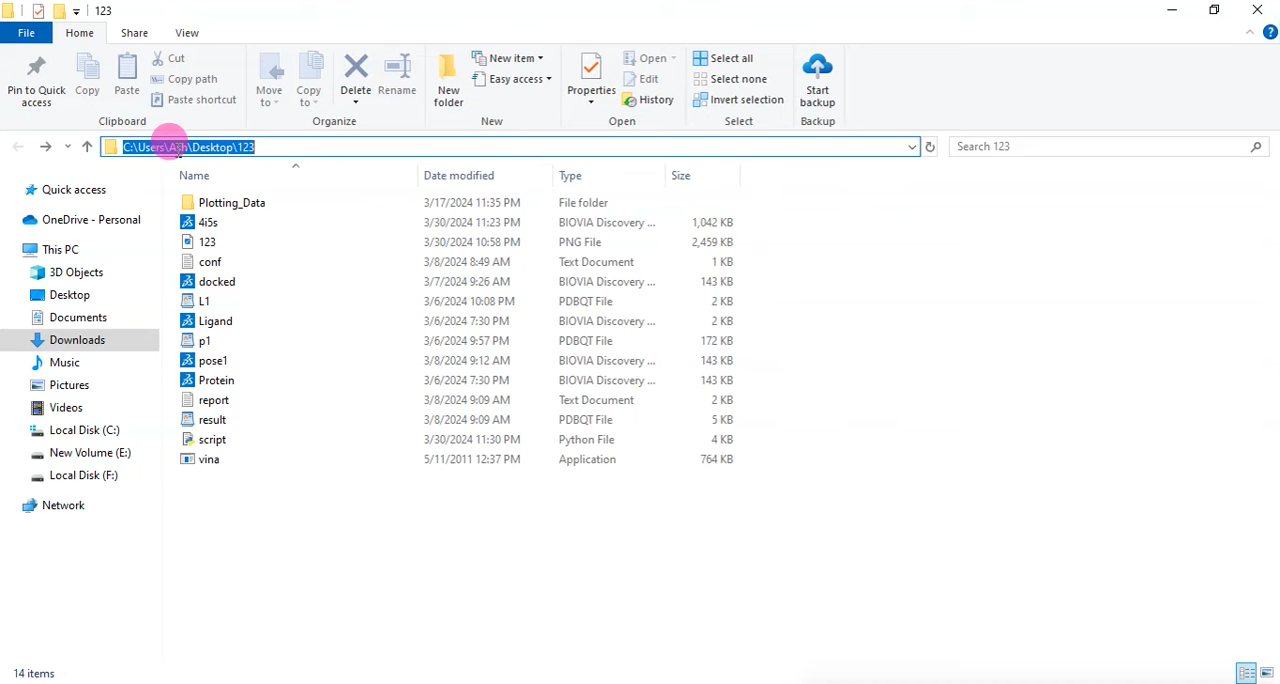 123
File Home Share View
Pin to Quick access
Copy
Paste
Cut
Copy path
Paste shortcut
Clipboard
Move to
Copy to
Delete
Rename
Organize
New folder
New item
Easy access
New
Properties
Open
Edit
History
Open
Select all
Select none
Invert selection
Select
Start backup
Backup
C:\Users\Ash\Desktop\123
Search 123
Quick access
OneDrive - Personal
This PC
3D Objects
Desktop
Documents
Downloads
Music
Pictures
Videos
Local Disk (C:)
New Volume (E:)
Local Disk (F:)
Network
Name Date modified Type Size
Plotting_Data 3/17/2024 11:35 PM File folder
4i5s 3/30/2024 11:23 PM BIOVIA Discovery ... 1,042 KB
123 3/30/2024 10:58 PM PNG File 2,459 KB
conf 3/8/2024 8:49 AM Text Document 1 KB
docked 3/7/2024 9:26 AM BIOVIA Discovery ... 143 KB
L1 3/6/2024 10:08 PM PDBQT File 2 KB
Ligand 3/6/2024 7:30 PM BIOVIA Discovery ... 2 KB
p1 3/6/2024 9:57 PM PDBQT File 172 KB
pose1 3/8/2024 9:12 AM BIOVIA Discovery ... 143 KB
Protein 3/6/2024 7:30 PM BIOVIA Discovery ... 143 KB
report 3/8/2024 9:09 AM Text Document 2 KB
result 3/8/2024 9:09 AM PDBQT File 5 KB
script 3/30/2024 11:30 PM Python File 4 KB
vina 5/11/2011 12:37 PM Application 764 KB
14 items